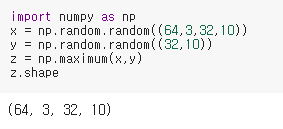 import numpy as np
x = np.random.random((64,3,32,10))
y = np.random.random((32,10))
z = np.maximum(x,y)
z.shape
(64, 3, 32, 10)